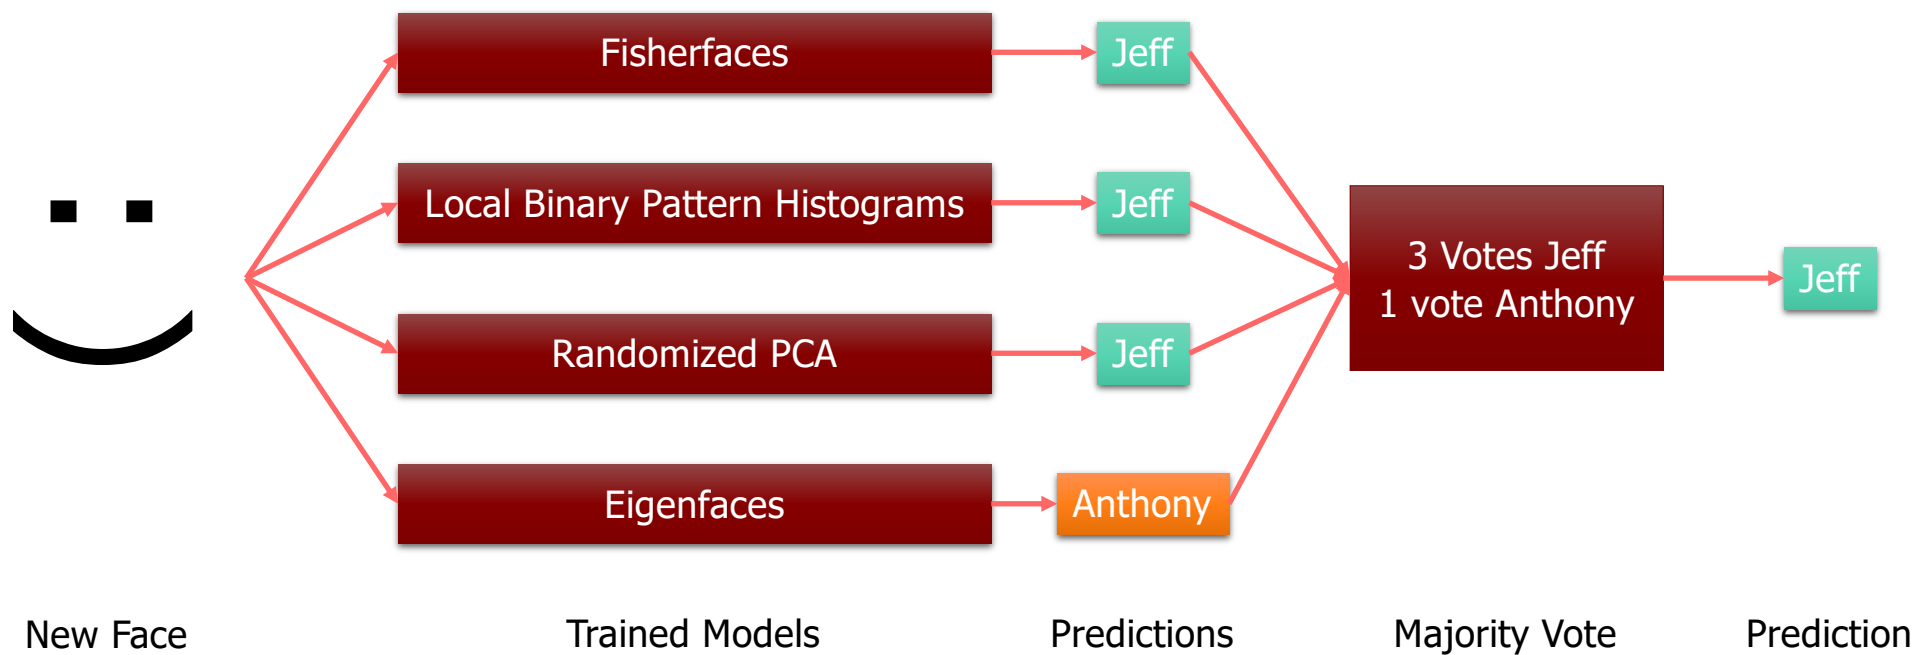 Fisherfaces
Jeff
Local Binary Pattern Histograms
Jeff
3 Votes Jeff
1 vote Anthony
Jeff
Randomized PCA
Jeff
Eigenfaces
Anthony
New Face
Trained Models
Predictions
Majority Vote
Prediction